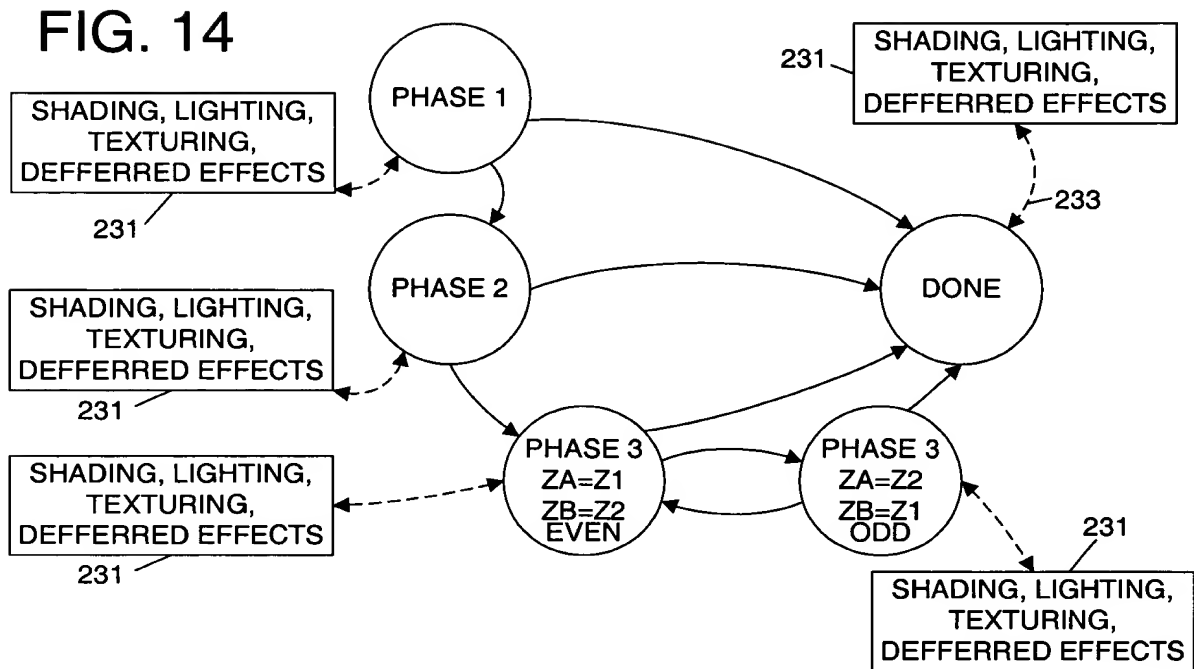 FIG. 14
SHADING, LIGHTING,
TEXTURING,
DEFFERRED EFFECTS
231
PHASE 1
231
SHADING, LIGHTING,
TEXTURING,
DEFFERRED EFFECTS
233
SHADING, LIGHTING,
TEXTURING,
DEFFERRED EFFECTS
231
PHASE 2
DONE
SHADING, LIGHTING,
TEXTURING,
DEFFERRED EFFECTS
231
PHASE 3
ZA=Z1
ZB=Z2
EVEN
PHASE 3
ZA=Z2
ZB=Z1
ODD
231
SHADING, LIGHTING,
TEXTURING,
DEFFERRED EFFECTS